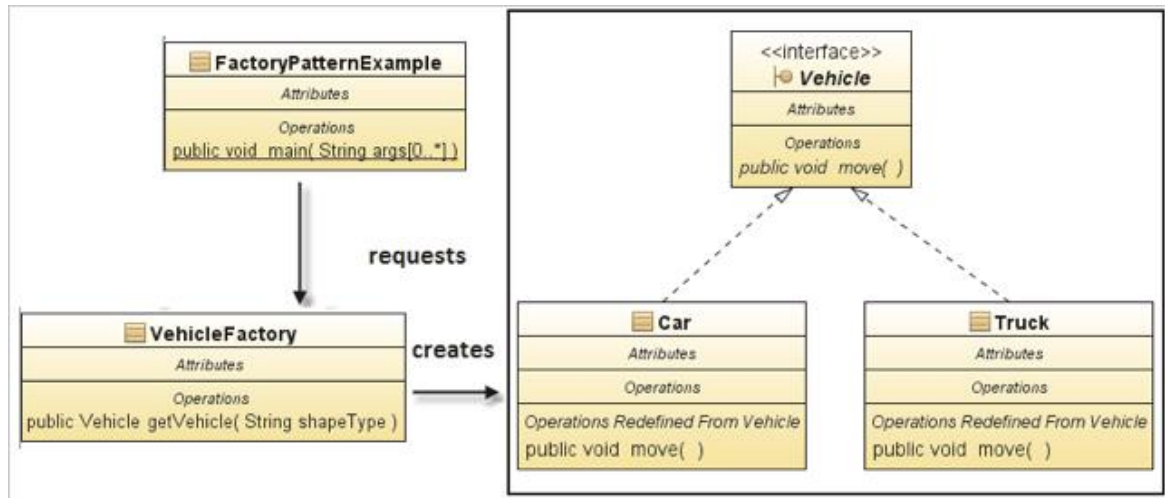 FactoryPatternExample
Attributes
Operations
public void main( String args[0..*] )
requests
VehicleFactory
Attributes
Operations
public Vehicle getVehicle( String shapeType )
creates
<<interface>>
Vehicle
Attributes
Operations
public void move( )
Car
Attributes
Operations
Operations Redefined From Vehicle
public void move( )
Truck
Attributes
Operations
Operations Redefined From Vehicle
public void move( )